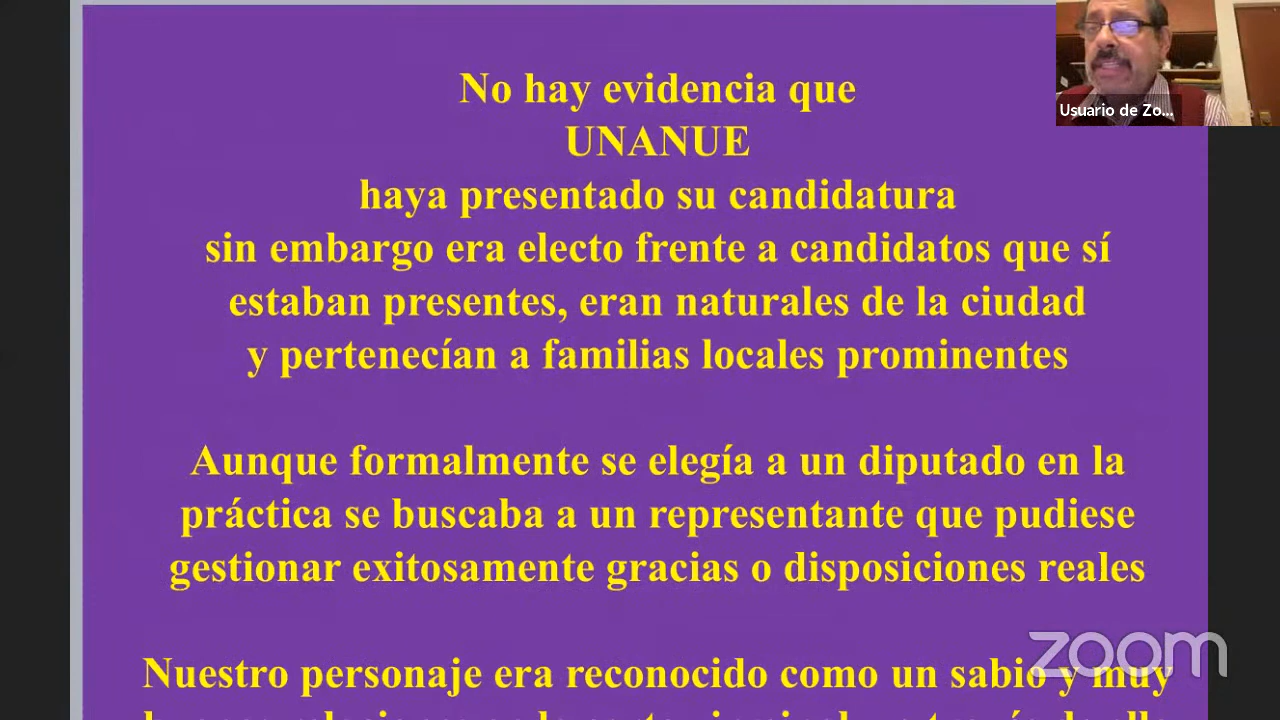 No hay evidencia que
UNANUE
haya presentado su candidatura
sin embargo era electo frente a candidatos que sí
estaban presentes, eran naturales de la ciudad
y pertenecían a familias locales prominentes
Aunque formalmente se elegía a un diputado en la
práctica se buscaba a un representante que pudiese
gestionar exitosamente gracias o disposiciones reales
Nuestro personaje era reconocido como un sabio y muy
Usuario de Zo...
zoom